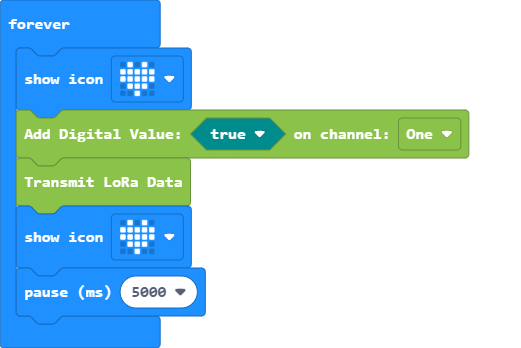 forever
show icon
Add Digital Value: true on channel: One
Transmit LoRa Data
show icon
pause (ms) 5000